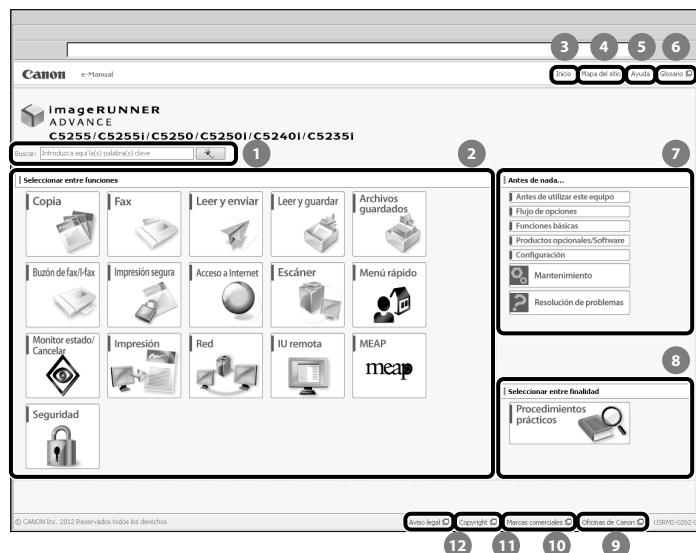 3 4 5 6
Canon e-Manual
Inicio Mapa del sitio Ayuda Glosario
imageRUNNER
ADVANCE
C5255/C5255i/C5250/C5250i/C5240i/C5235i
Buscar: Introduzca aquí la(s) palabra(s) clave
1 2 7
Seleccionar entre funciones
Copia
Fax
Leer y enviar
Leer y guardar
Archivos
guardados
Buzón de fax/I-fax
Impresión segura
Acceso a Internet
Escáner
Menú rápido
Monitor estado/
Cancelar
Impresión
Red
IU remota
MEAP
meap
Seguridad
Antes de nada...
Antes de utilizar este equipo
Flujo de opciones
Funciones básicas
Productos opcionales/Software
Configuración
Mantenimiento
Resolución de problemas
8
Seleccionar entre finalidad
Procedimientos
prácticos
© CANON Inc. 2012 Reservados todos los derechos
Aviso legal Copyright Marcas comerciales Oficinas de Canon
12 11 10 9